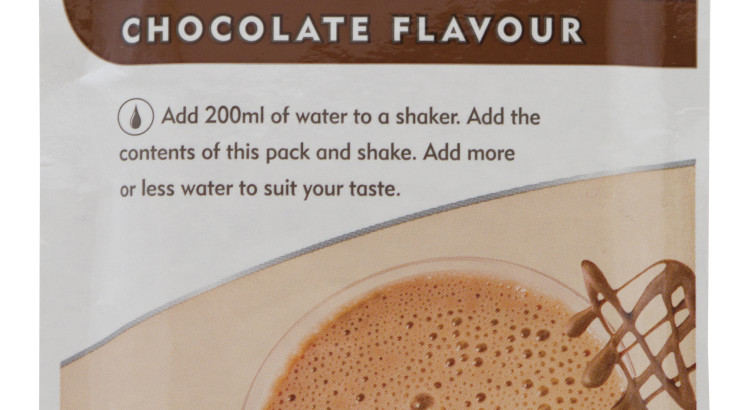 CHOCOLATE FLAVOUR
Add 200ml of water to a shaker. Add the
contents of this pack and shake. Add more
or less water to suit your taste.